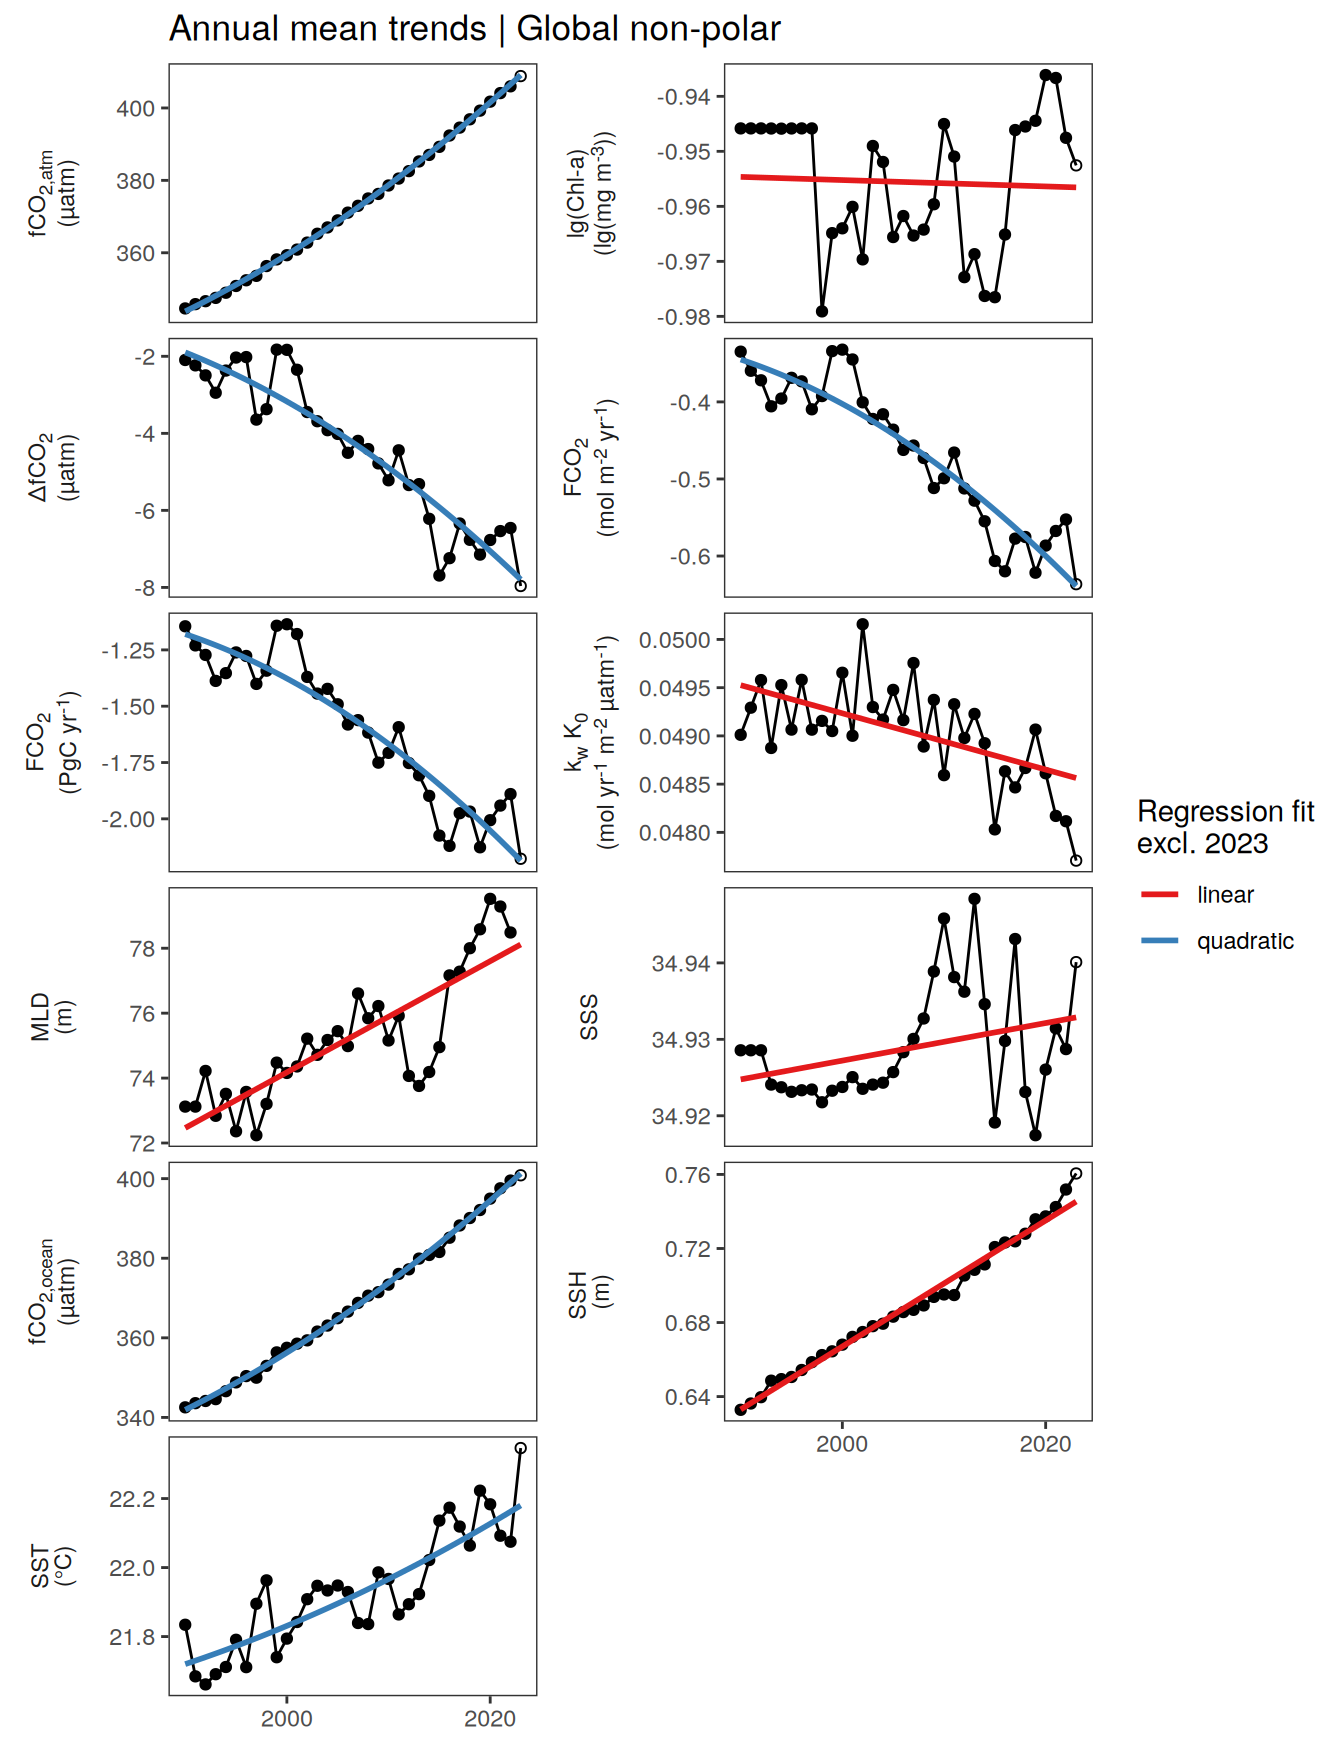 Annual mean trends | Global non-polar
fCO2,atm
(µatm)
400
380
360
lg(Chl-a)
(lg(mg m-3))
-0.94
-0.95
-0.96
-0.97
-0.98
ΔfCO2
(µatm)
-2
-4
-6
-8
FCO2
(mol m-2 yr-1)
-0.4
-0.5
-0.6
FCO2
(PgC yr-1)
-1.25
-1.50
-1.75
-2.00
kw K0
(mol yr-1 m-2 µatm-1)
0.0500
0.0495
0.0490
0.0485
0.0480
MLD
(m)
78
76
74
72
SSS
34.94
34.93
34.92
fCO2,ocean
(µatm)
400
380
360
340
SSH
(m)
0.76
0.72
0.68
0.64
2000 2020
SST
(°C)
22.2
22.0
21.8
2000 2020
Regression fit
excl. 2023
linear
quadratic